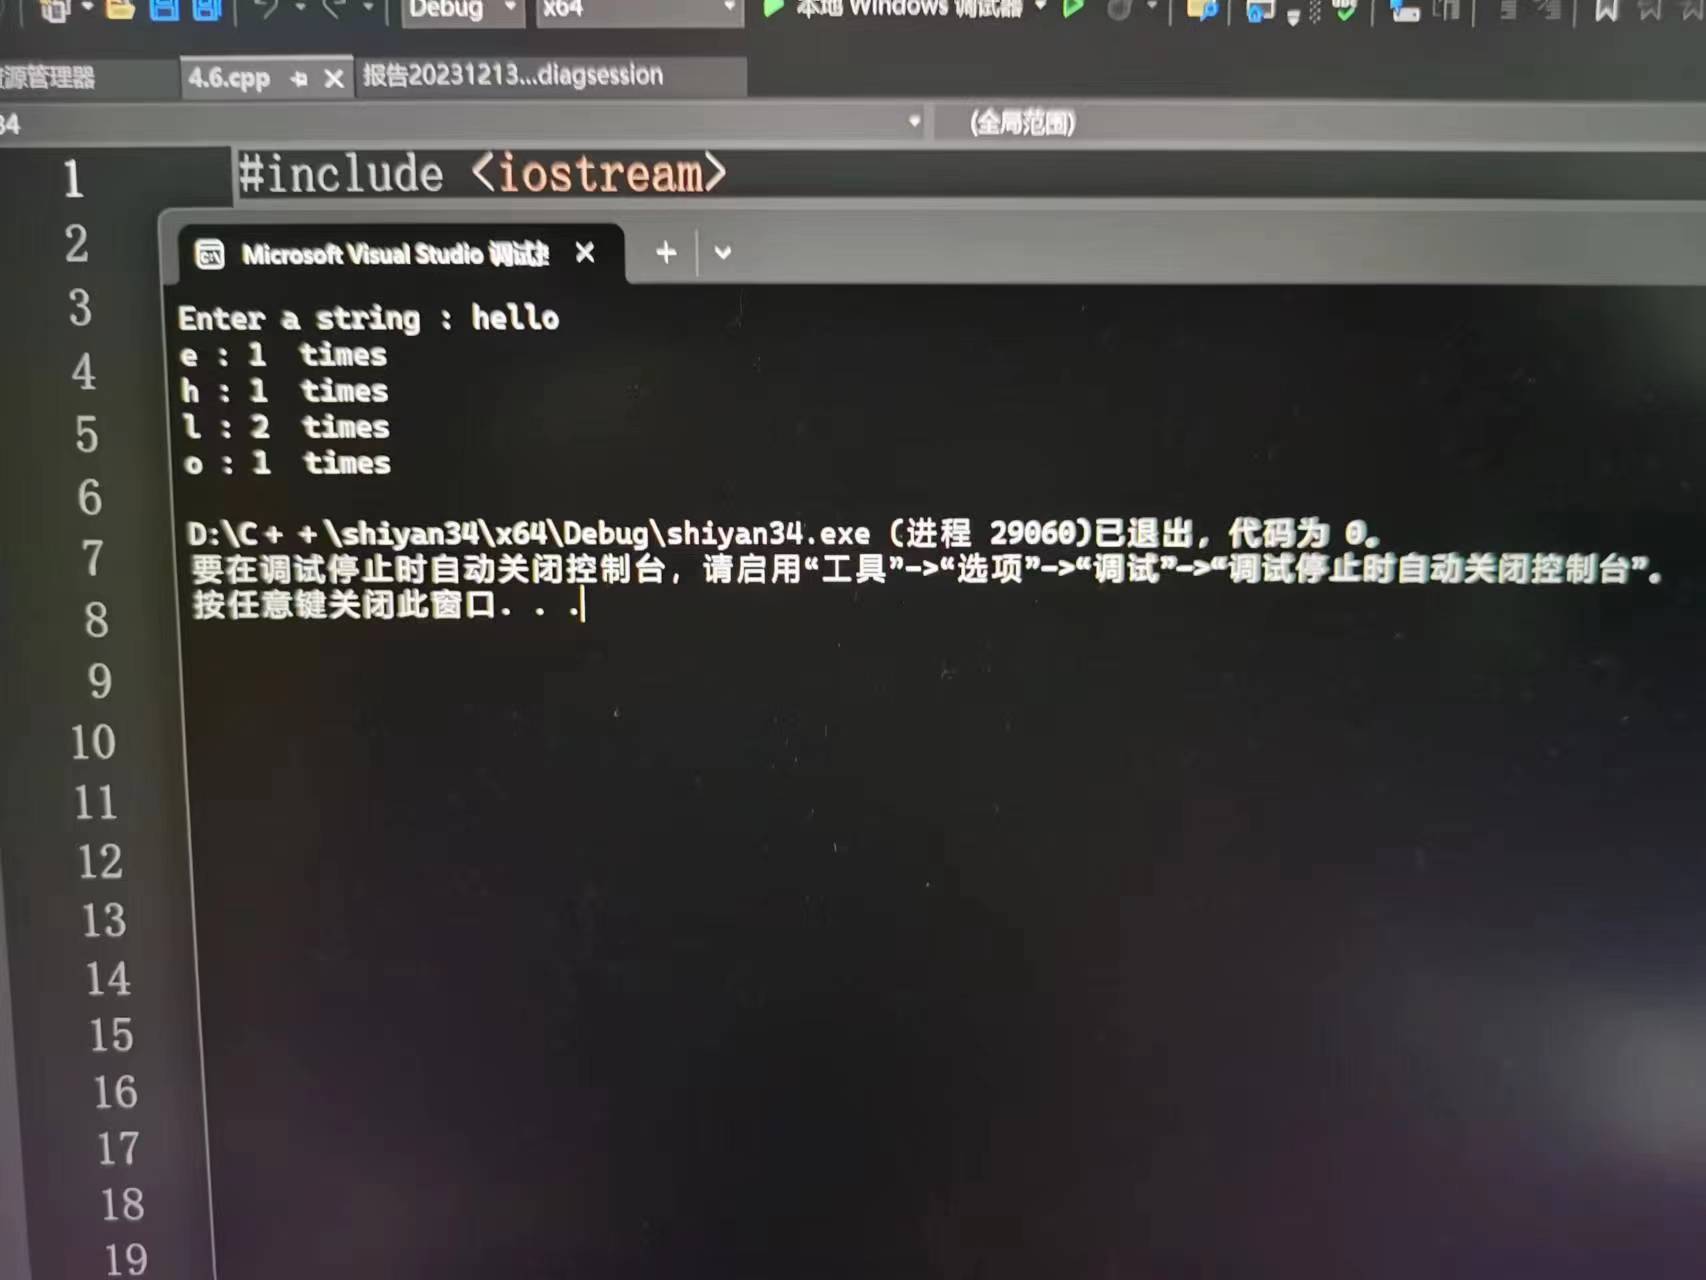 Debug x64 本地 Windows 调试器
资源管理器 4.6.cpp 报告20231213...diagsession
34 (全局范围)
1 #include <iostream>
2
Microsoft Visual Studio 调试
3
Enter a string : hello
e : 1 times
4
h : 1 times
l : 2 times
5
o : 1 times
6
D:\C++\shiyan34\x64\Debug\shiyan34.exe (进程 29060)已退出，代码为 0。
7
要在调试停止时自动关闭控制台，请启用“工具”->“选项”->“调试”->“调试停止时自动关闭控制台”。
按任意键关闭此窗口. . .
8
9
10
11
12
13
14
15
16
17
18
19